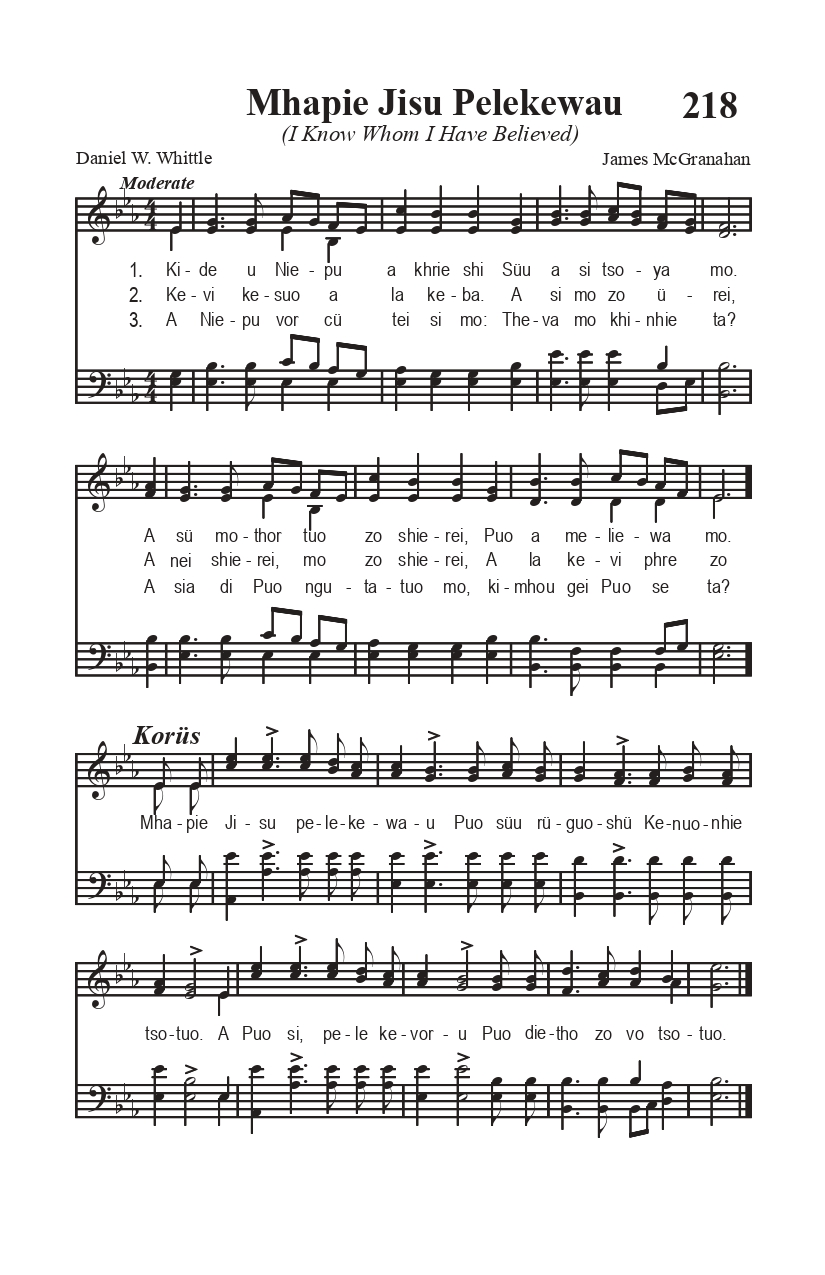 Mhapie Jisu Pelekewau 218
(I Know Whom I Have Believed)
Daniel W. Whittle James McGranahan
Moderate
1. Ki - de u Nie - pu a khrie shi Süu a si tso - ya mo.
2. Ke - vi ke - suo a la ke - ba. A si mo zo ü - rei,
3. A Nie - pu vor cü tei si mo: The - va mo khi - nhie ta?
A sü mo - thor tuo zo shie - rei, Puo a me - lie - wa mo.
A nei shie - rei, mo zo shie - rei, A la ke - vi phre zo
A sia di Puo ngu - ta - tuo mo, ki - mhou gei Puo se ta?
Korüs
Mha - pie Ji - su pe - le - ke - wa - u Puo süu rü - guo - shü Ke - nuo - nhie
tso - tuo. A Puo si, pe - le ke - vor - u Puo die - tho zo vo tso - tuo.